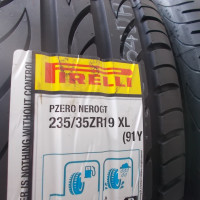 PIRELLI
PZERO NEROGT
235/35ZR19 XL
(91Y
IS NOTHING WITHOUT CONTR